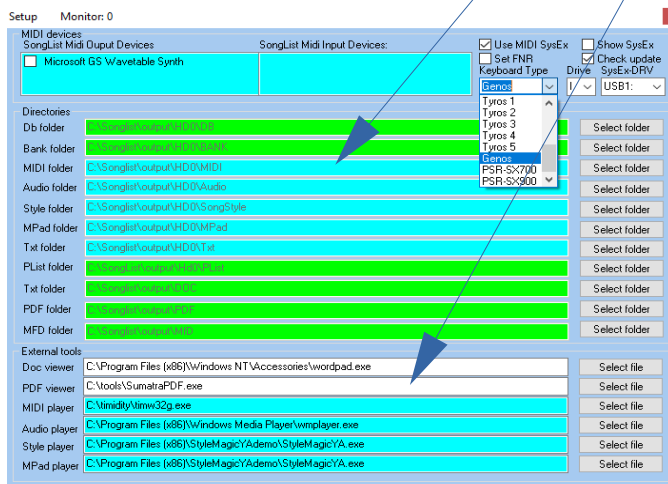 Setup Monitor: 0
MIDI devices
SongList Midi Ouput Devices SongList Midi Input Devices:
Use MIDI SysEx Show SysEx
Microsoft GS Wavetable Synth
Set FNR Check update
Keyboard Type Drive SysEx-DRV
Genos I USB1:
Tyros 1
Tyros 2
Tyros 3
Tyros 4
Tyros 5
Genos
PSR-SX700
PSR-SX900
Directories
Db folder C:\Songlist\output\HD0\DB Select folder
Bank folder C:\Songlist\output\HD0\BANK Select folder
MIDI folder C:\Songlist\output\HD0\MIDI Select folder
Audio folder C:\Songlist\output\HD0\Audio Select folder
Style folder C:\Songlist\output\HD0\SongStyle Select folder
MPad folder C:\Songlist\output\HD0\MPad Select folder
Txt folder C:\Songlist\output\HD0\Txt Select folder
PList folder C:\SongList\output\Hd0\PList Select folder
Txt folder C:\Songlist\output\DOC Select folder
PDF folder C:\Songlist\output\PDF Select folder
MFD folder C:\Songlist\output\MID Select folder
External tools
Doc viewer C:\Program Files (x86)\Windows NT\Accessories\wordpad.exe Select file
PDF viewer C:\tools\SumatraPDF.exe Select file
MIDI player C:\timidity\timw32g.exe Select file
Audio player C:\Program Files (x86)\Windows Media Player\wmplayer.exe Select file
Style player C:\Program Files (x86)\StyleMagicYAdemo\StyleMagicYA.exe Select file
MPad player C:\Program Files (x86)\StyleMagicYAdemo\StyleMagicYA.exe Select file